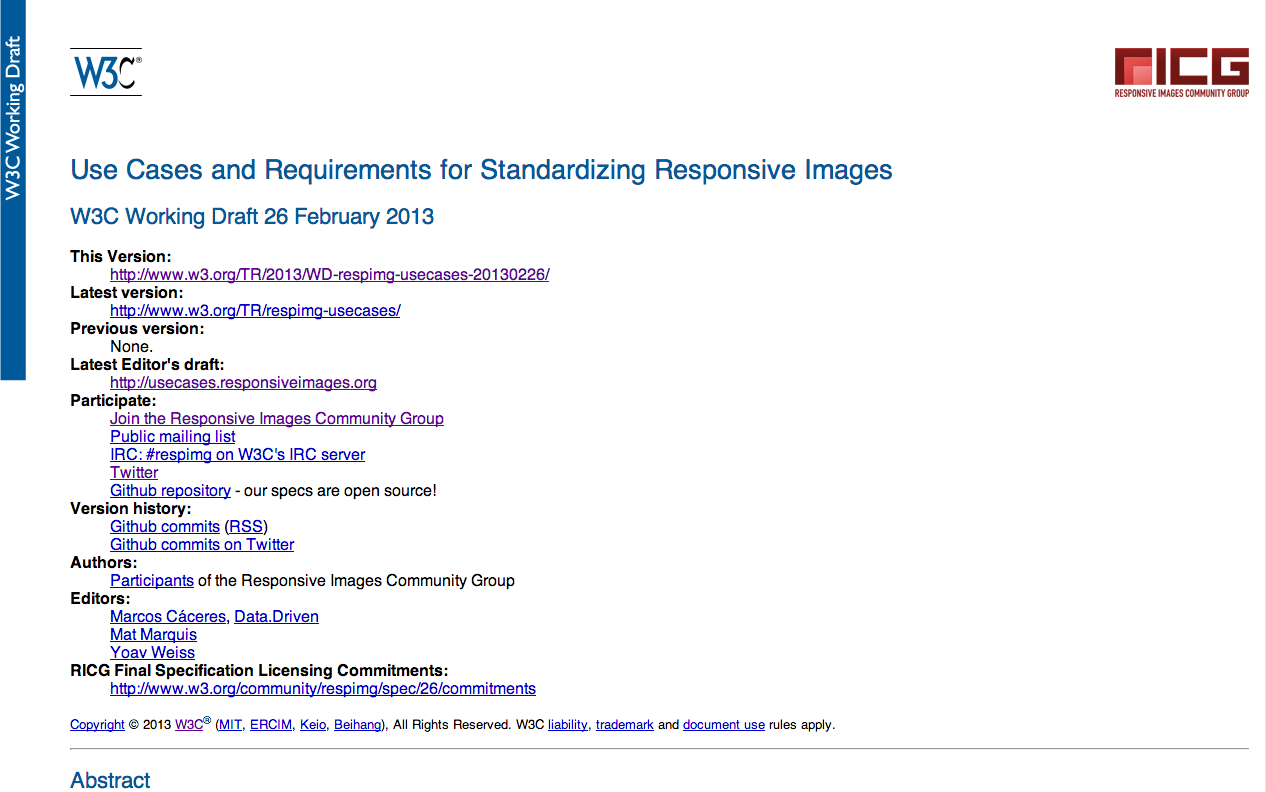 W3C Working Draft
W3C®
RICG
RESPONSIVE IMAGES COMMUNITY GROUP
Use Cases and Requirements for Standardizing Responsive Images
W3C Working Draft 26 February 2013
This Version:
http://www.w3.org/TR/2013/WD-respimg-usecases-20130226/
Latest version:
http://www.w3.org/TR/respimg-usecases/
Previous version:
None.
Latest Editor's draft:
http://usecases.responsiveimages.org
Participate:
Join the Responsive Images Community Group
Public mailing list
IRC: #respimg on W3C's IRC server
Twitter
Github repository - our specs are open source!
Version history:
Github commits (RSS)
Github commits on Twitter
Authors:
Participants of the Responsive Images Community Group
Editors:
Marcos Cáceres, Data.Driven
Mat Marquis
Yoav Weiss
RICG Final Specification Licensing Commitments:
http://www.w3.org/community/respimg/spec/26/commitments
Copyright © 2013 W3C® (MIT, ERCIM, Keio, Beihang), All Rights Reserved. W3C liability, trademark and document use rules apply.
Abstract